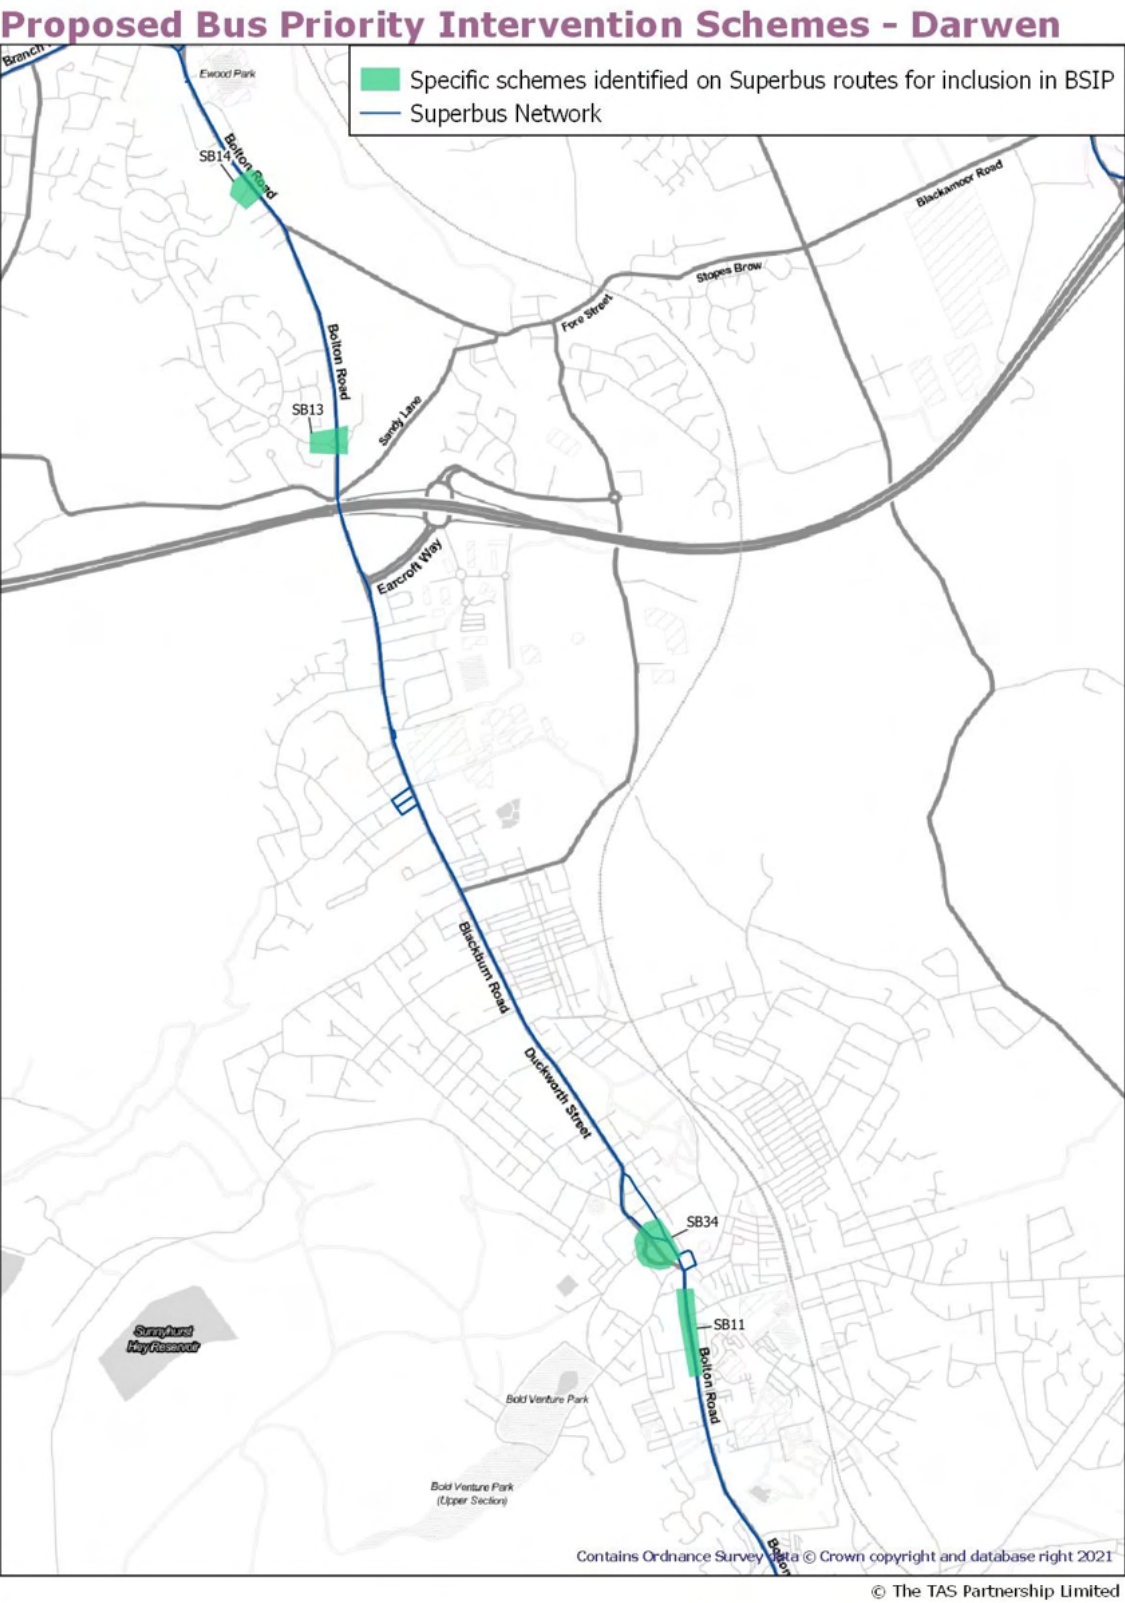 Proposed Bus Priority Intervention Schemes - Darwen
Specific schemes identified on Superbus routes for inclusion in BSIP
Superbus Network
Branch
Ewood Park
Bolton Road
SB14
Blackamoor Road
Stopes Brow
Fore Street
Bolton Road
SB13
Sandy Lane
Earcroft Way
Blackburn Road
Duckworth Street
SB34
SB11
Sunnyhurst
Hey Reservoir
Bolton Road
Bold Venture Park
Bold Venture Park
(Upper Section)
Bolton
Contains Ordnance Survey data © Crown copyright and database right 2021
© The TAS Partnership Limited